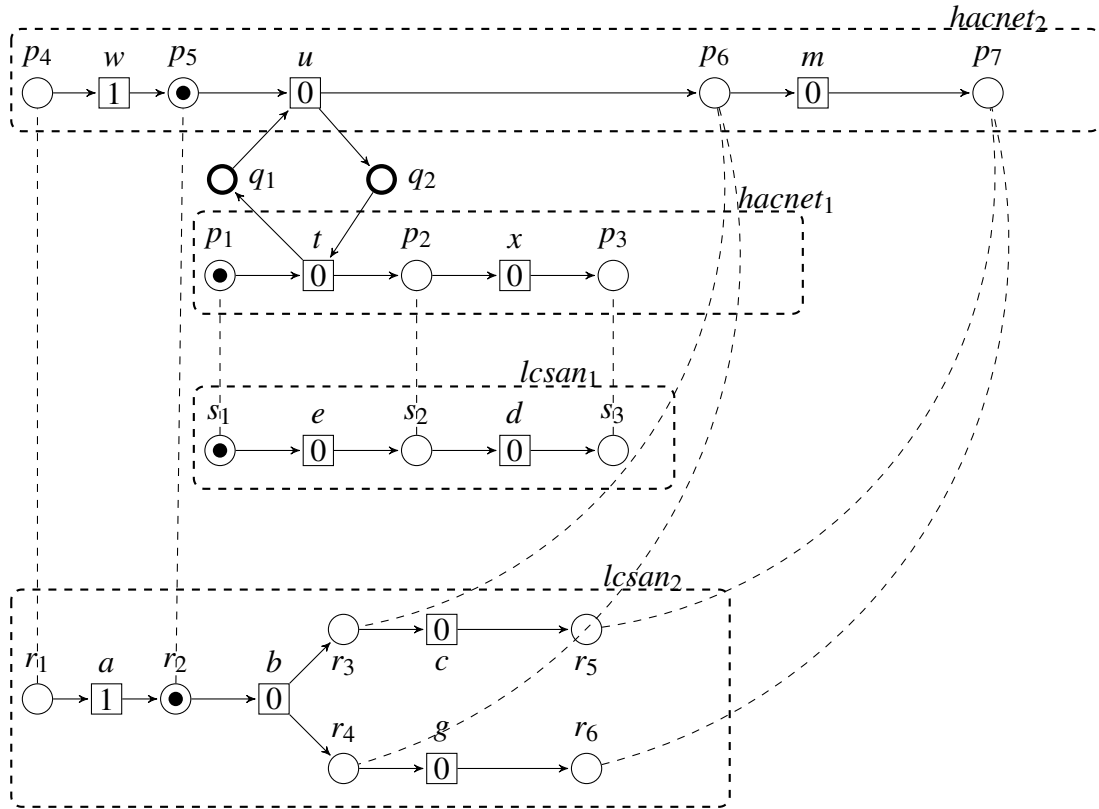 hacnet₂
p₄ w p₅ u p₆ m p₇
1 0 0
q₁ q₂
hacnet₁
p₁ t p₂ x p₃
0 0
lcsan₁
s₁ e s₂ d s₃
0 0
lcsan₂
0
r₁ a r₂ b r₃ c r₅
1 0
r₄ g r₆
0